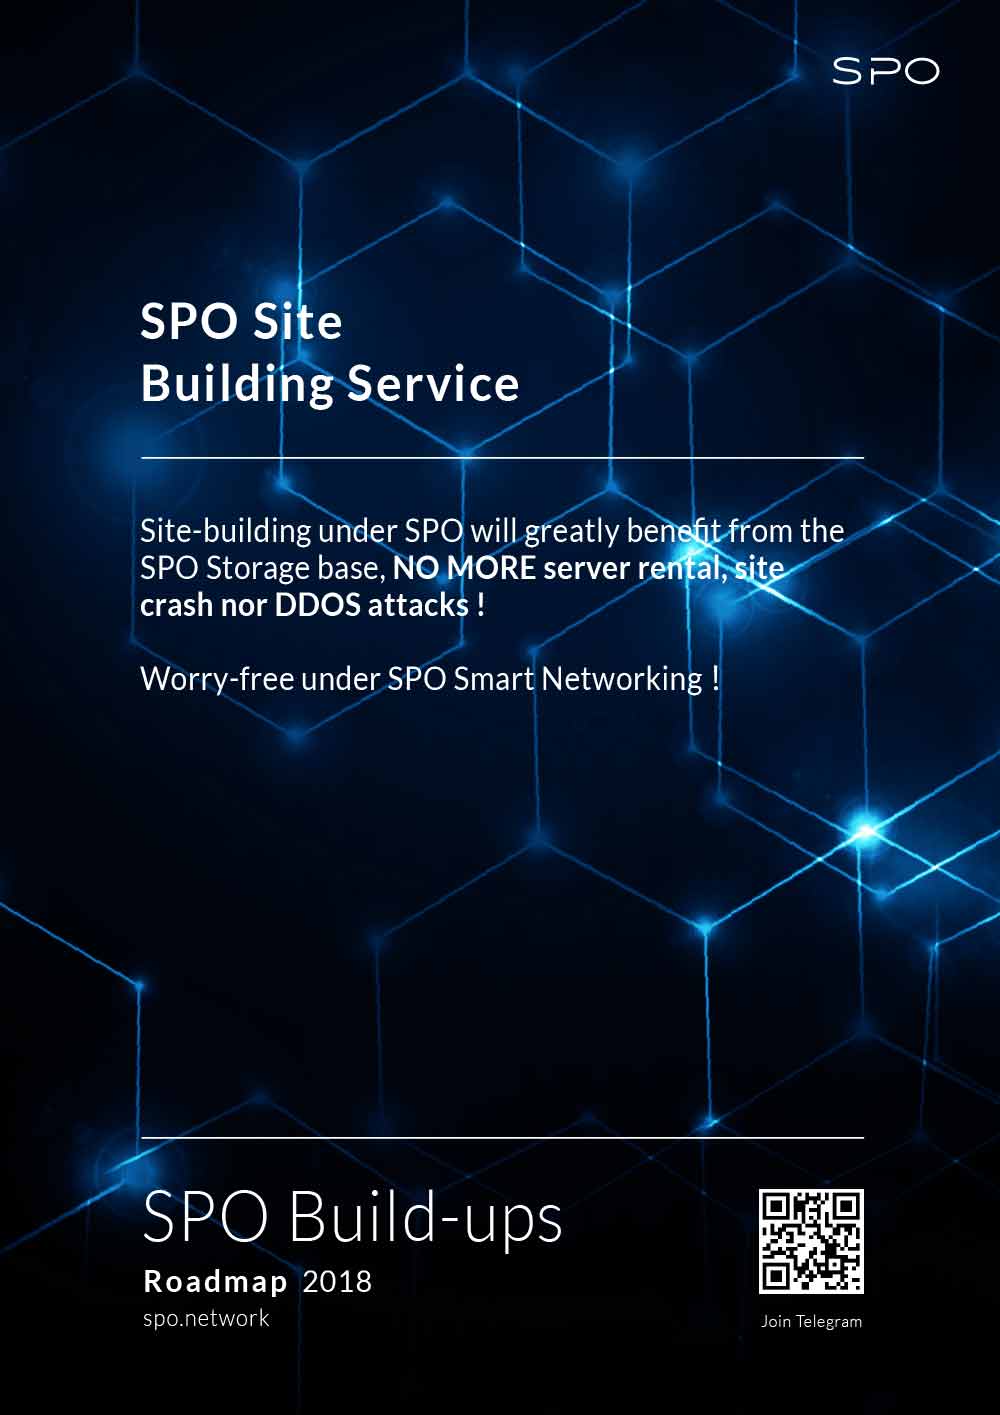 SPO
SPO Site
Building Service
Site-building under SPO will greatly benefit from the
SPO Storage base, NO MORE server rental, site
crash nor DDOS attacks !
Worry-free under SPO Smart Networking !
SPO Build-ups
Roadmap 2018
spo.network
Join Telegram